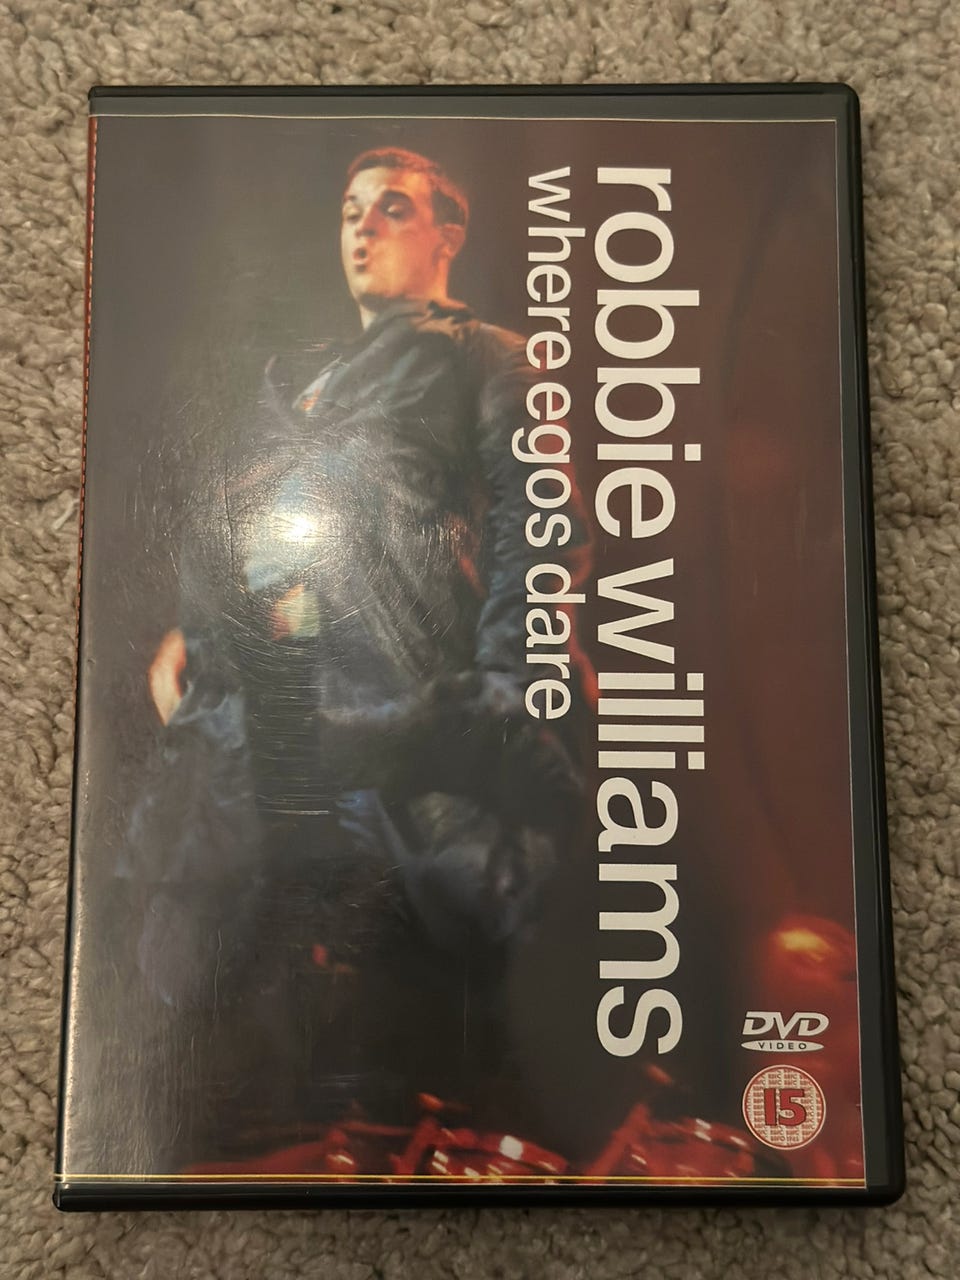 robbie williams
where egos dare
DVD
VIDEO
15